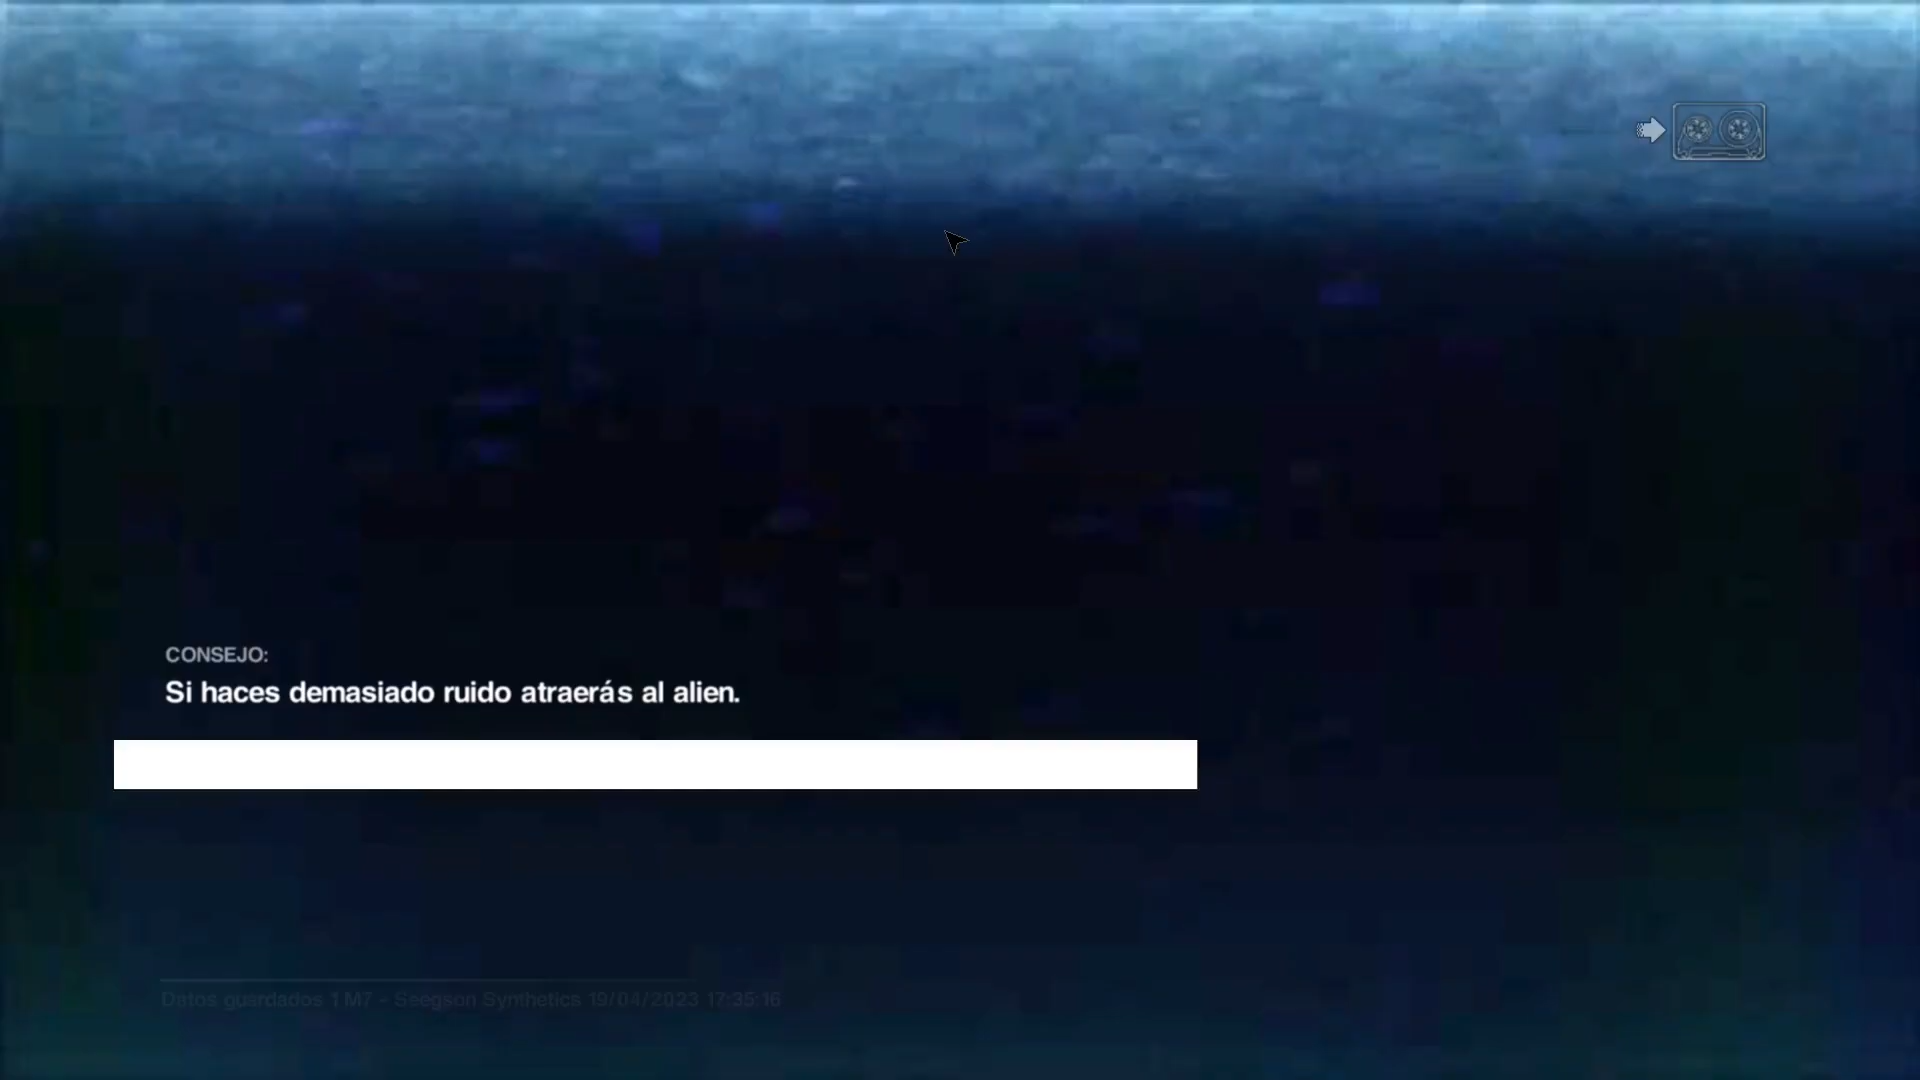 CONSEJO:
Si haces demasiado ruido atraerás al alien.
Datos guardados 1 M7 - Seegson Synthetics 19/04/2023 17:35:16